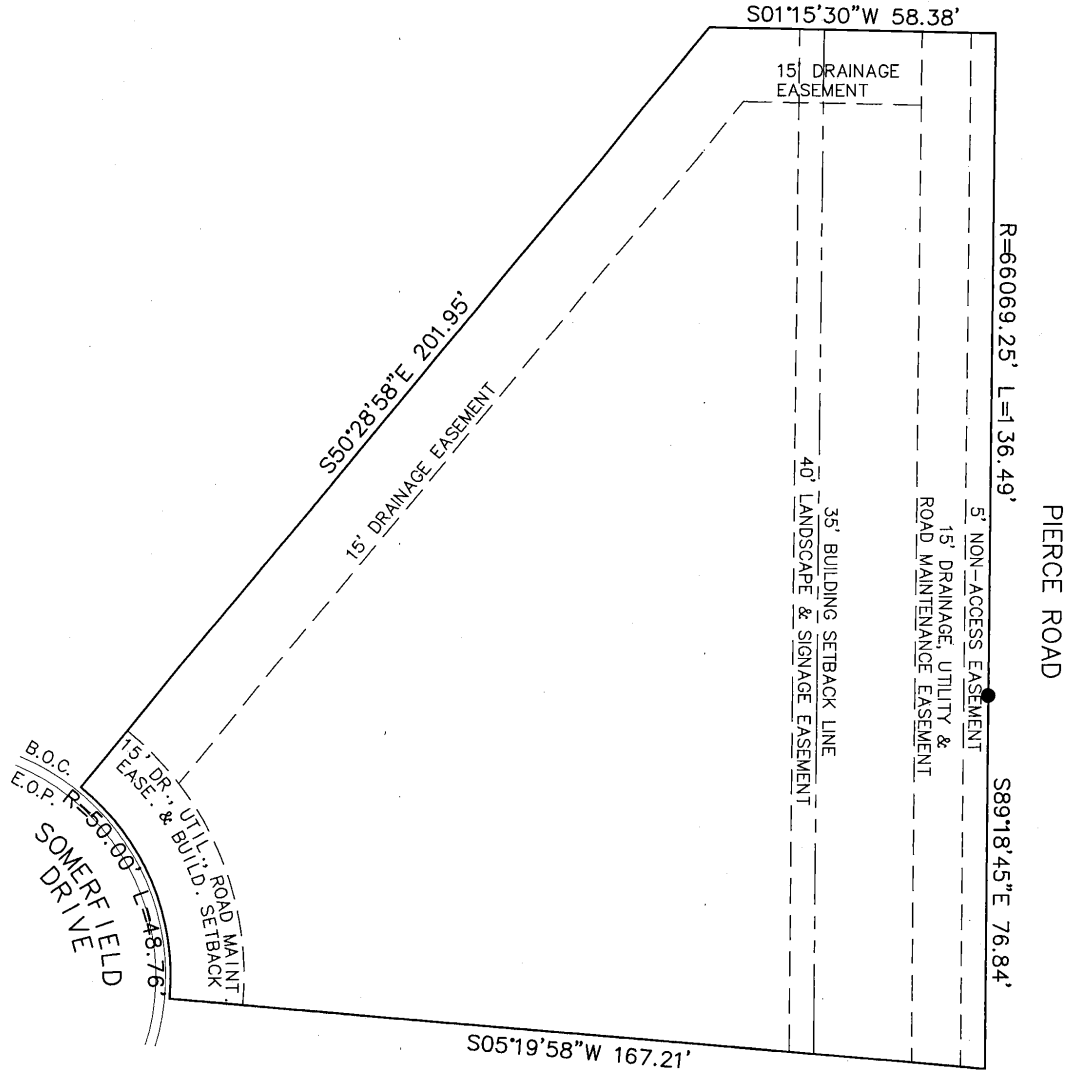 S01°15'30"W 58.38'
15' DRAINAGE
EASEMENT
R=66069.25' L=136.49'
PIERCE ROAD
S50°28'58"E 201.95'
15' DRAINAGE EASEMENT
40' LANDSCAPE & SIGNAGE EASEMENT
35' BUILDING SETBACK LINE
15' DRAINAGE, UTILITY &
ROAD MAINTENANCE EASEMENT
5' NON-ACCESS EASEMENT
S89°18'45"E 76.84'
15' DR., UTIL., ROAD MAINT.
EASE. & BUILD. SETBACK
B.O.C.
E.O.P.
R=50.00' L=48.76'
SOMERFIELD
DRIVE
S05°19'58"W 167.21'